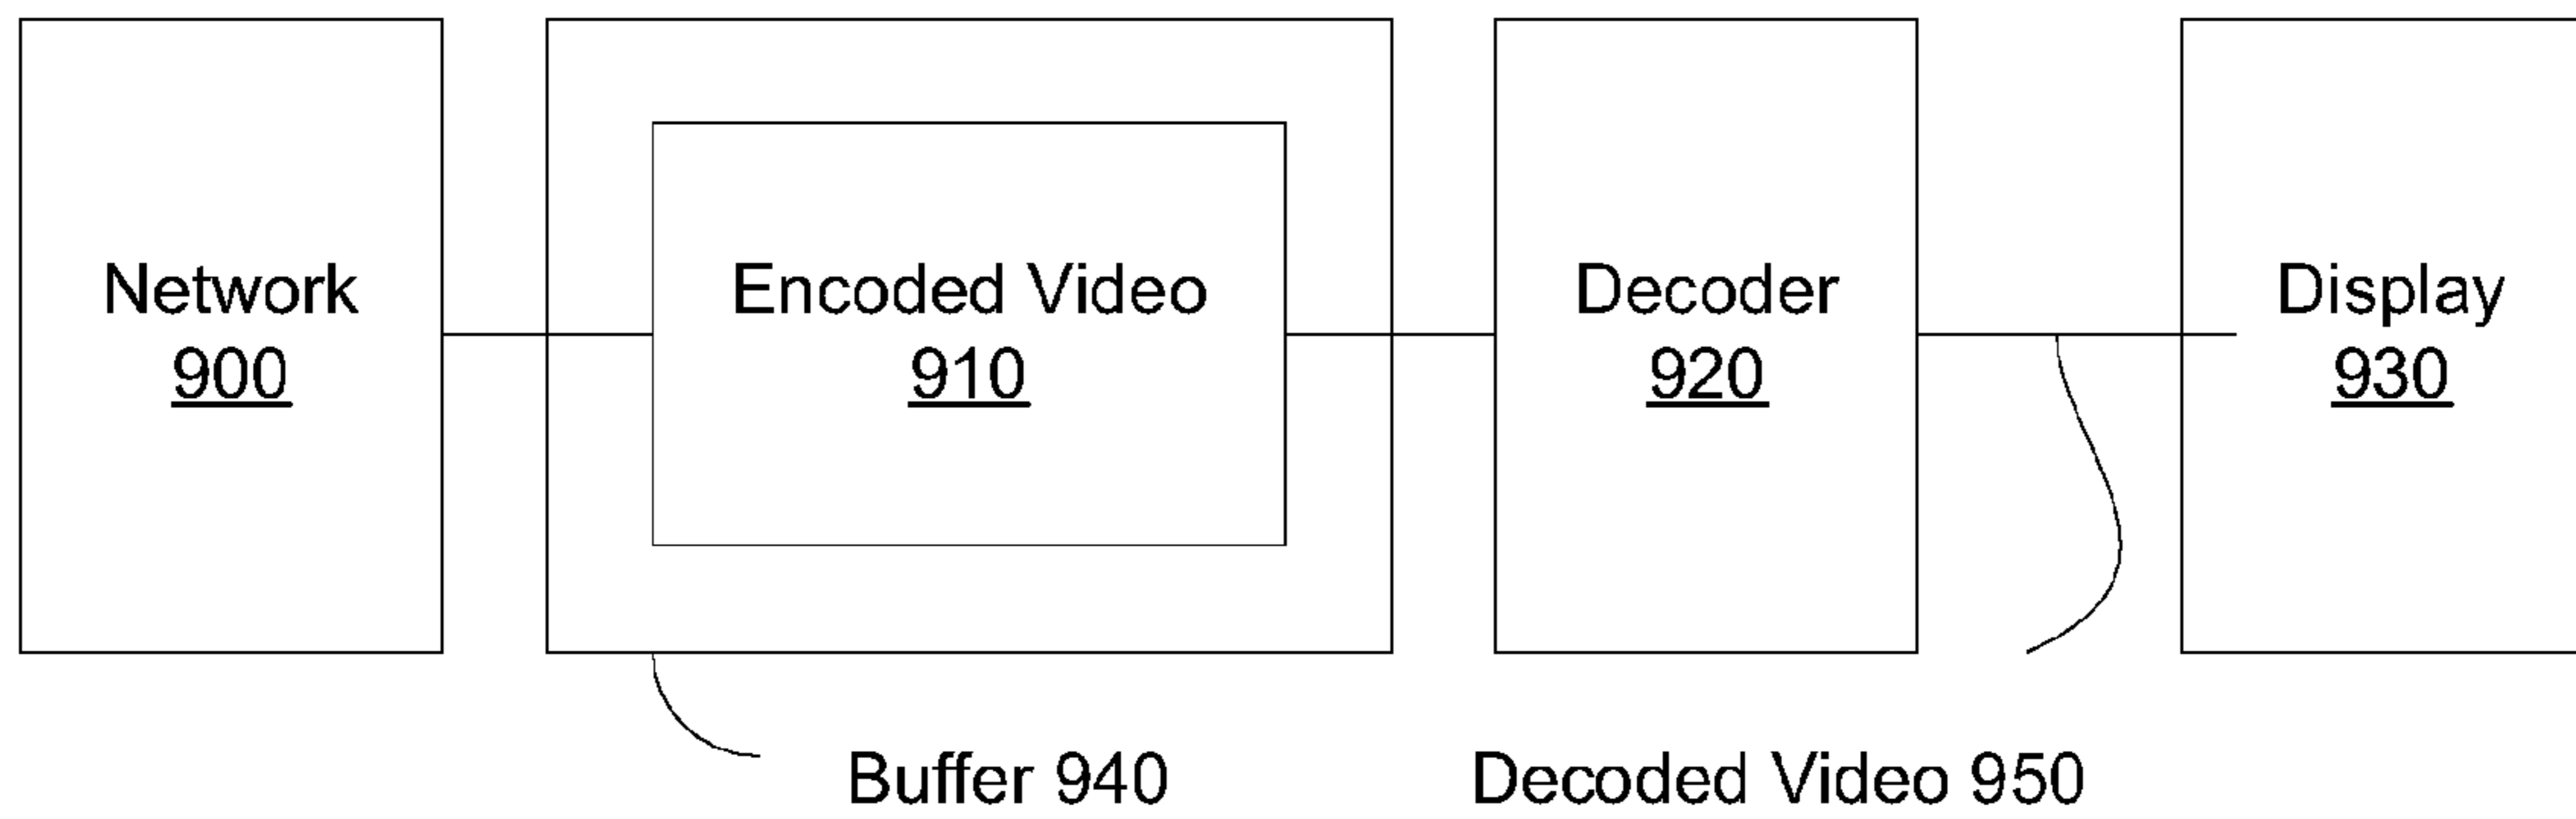 Network
900
Encoded Video
910
Decoder
920
Display
930
Buffer 940
Decoded Video 950